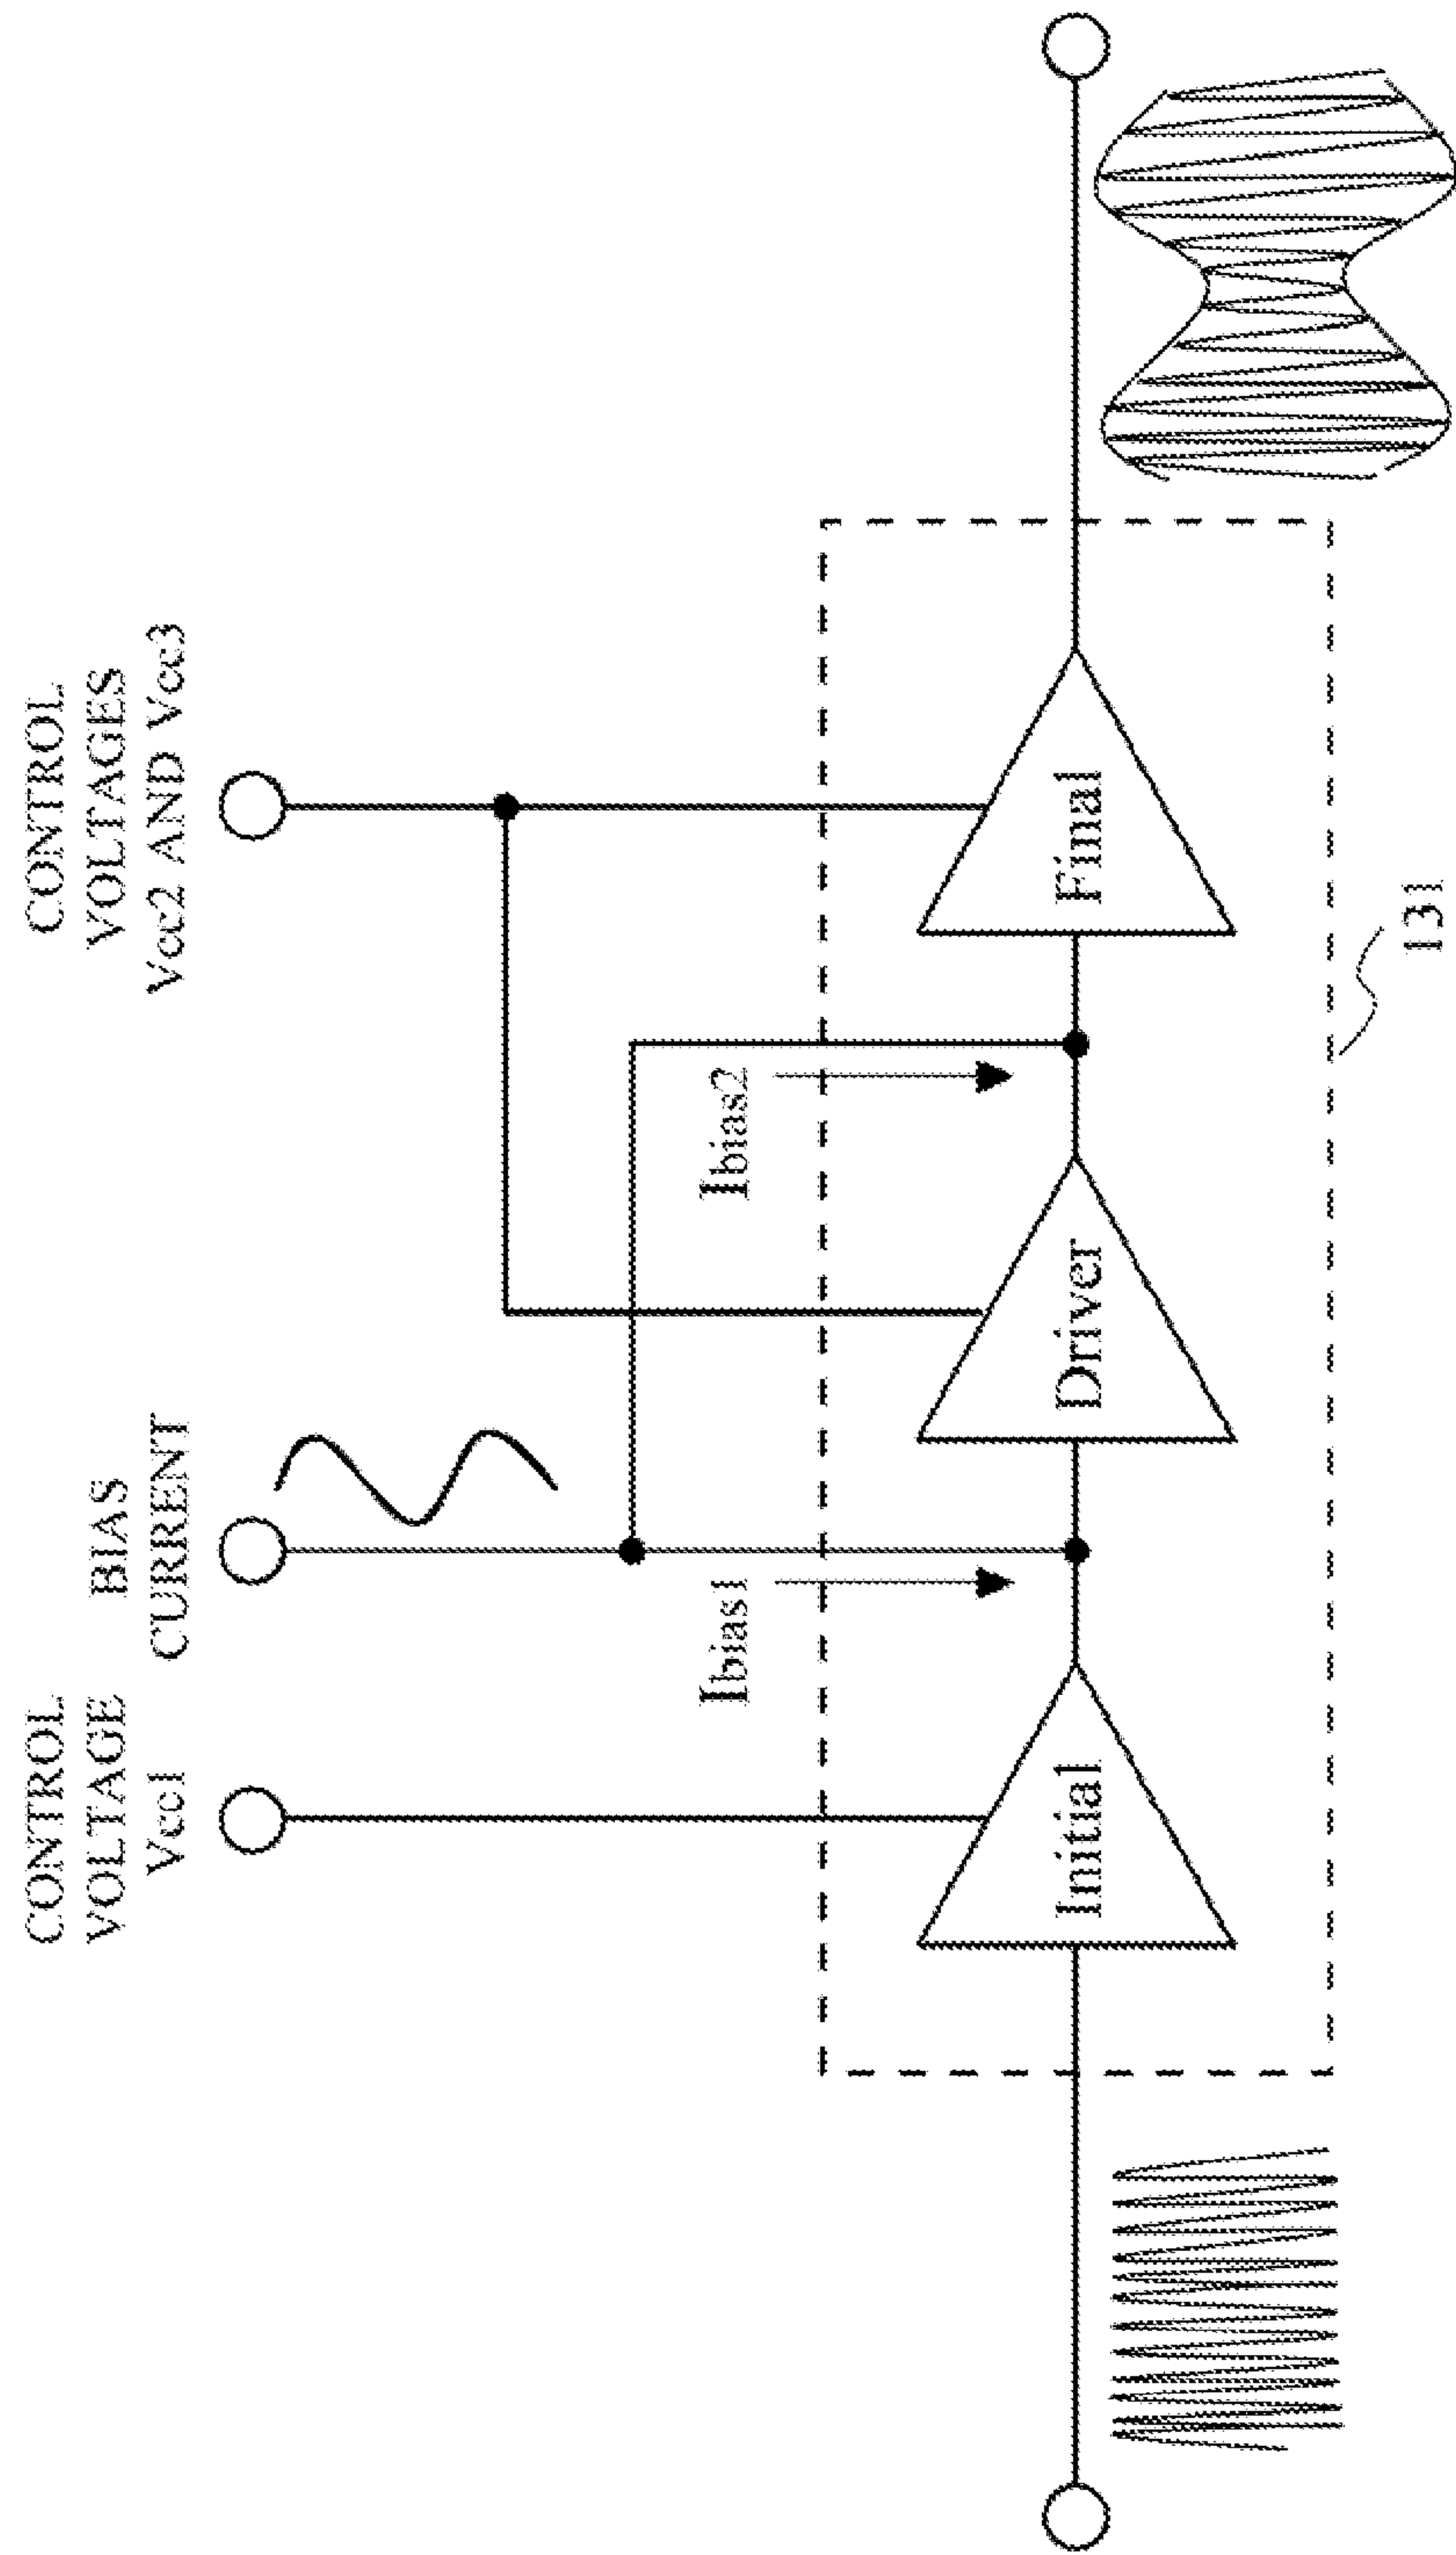 CONTROL
VOLTAGE
Vcc1
BIAS
CURRENT
CONTROL
VOLTAGES
Vcc2 AND Vcc3
Ibias1
Ibias2
Initial
Driver
Final
131